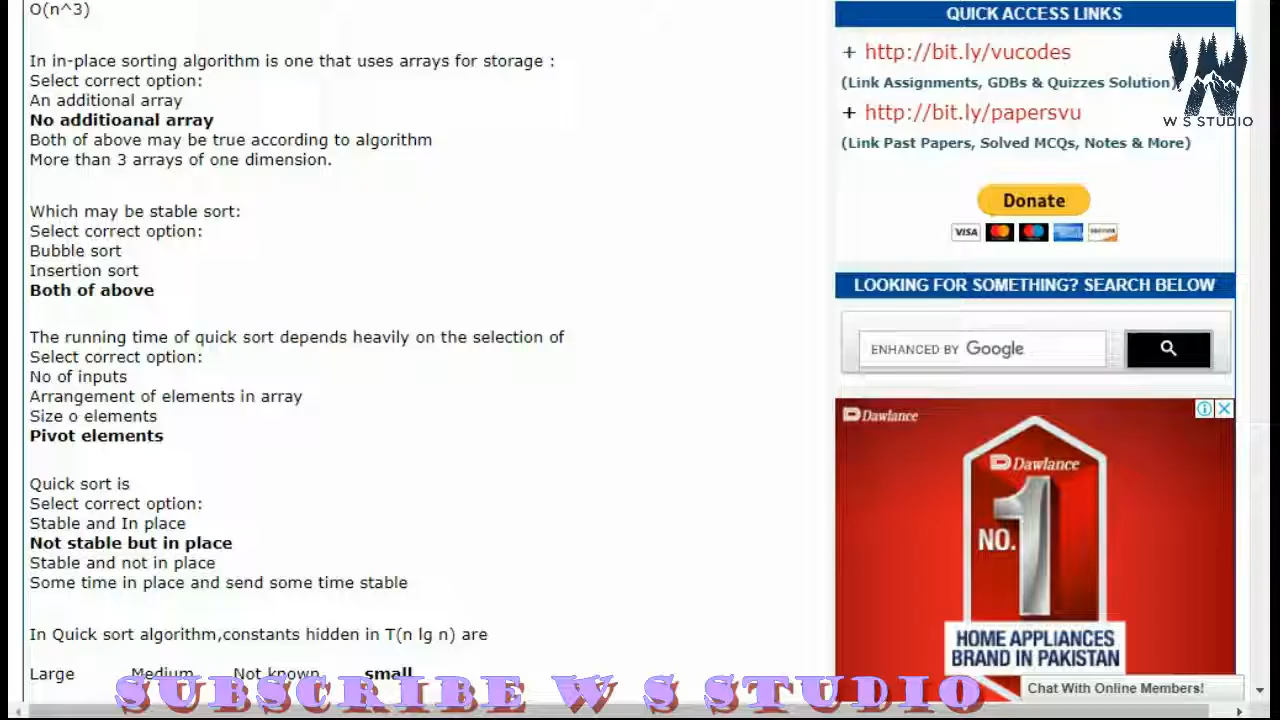 O(n^3)
In in-place sorting algorithm is one that uses arrays for storage :
Select correct option:
An additional array
No additioanal array
Both of above may be true according to algorithm
More than 3 arrays of one dimension.
Which may be stable sort:
Select correct option:
Bubble sort
Insertion sort
Both of above
The running time of quick sort depends heavily on the selection of
Select correct option:
No of inputs
Arrangement of elements in array
Size o elements
Pivot elements
Quick sort is
Select correct option:
Stable and In place
Not stable but in place
Stable and not in place
Some time in place and send some time stable
In Quick sort algorithm,constants hidden in T(n lg n) are
Large Medium Not known small
QUICK ACCESS LINKS
+ http://bit.ly/vucodes
(Link Assignments, GDBs & Quizzes Solution)
+ http://bit.ly/papersvu
(Link Past Papers, Solved MCQs, Notes & More)
W S STUDIO
Donate
VISA
LOOKING FOR SOMETHING? SEARCH BELOW
ENHANCED BY Google
Dawlance
Dawlance
NO. 1
HOME APPLIANCES
BRAND IN PAKISTAN
Chat With Online Members!
SUBSCRIBE W S STUDIO